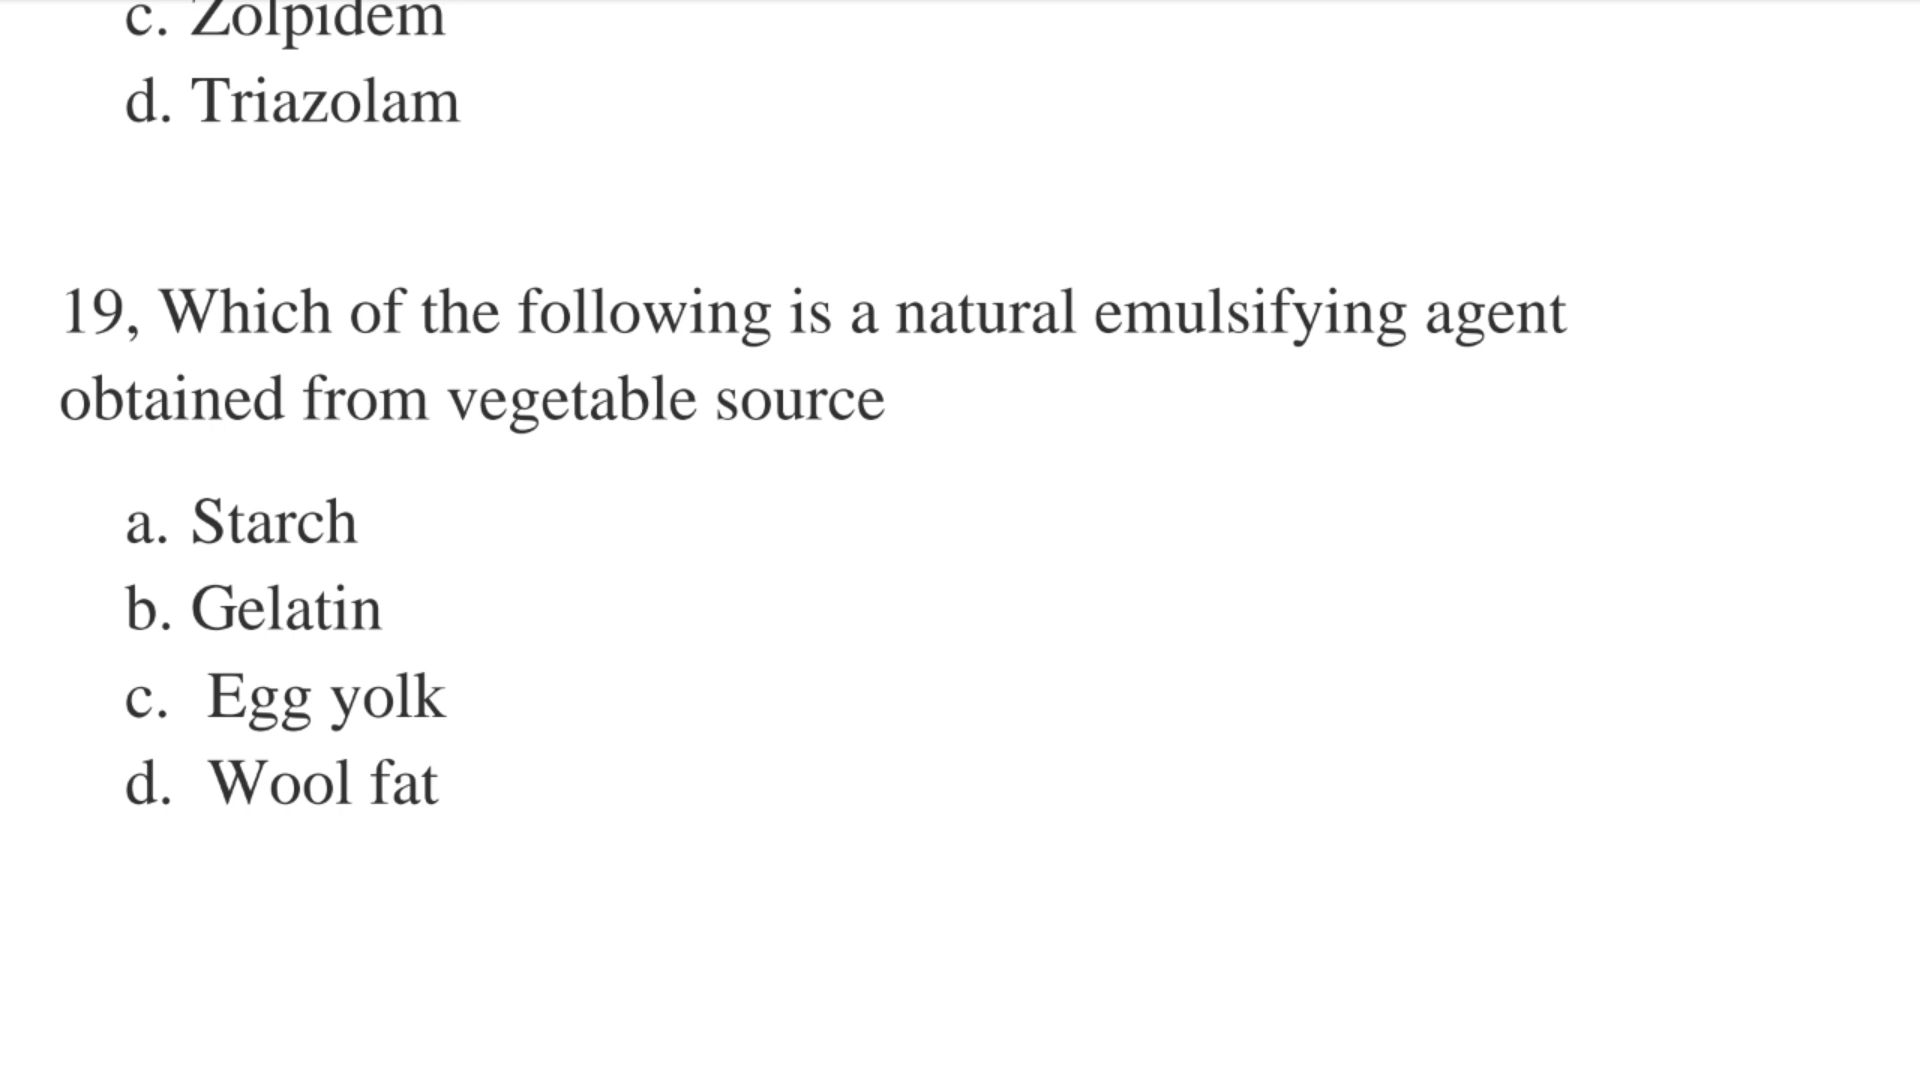 c. Zolpidem
d. Triazolam
19, Which of the following is a natural emulsifying agent
obtained from vegetable source
a. Starch
b. Gelatin
c. Egg yolk
d. Wool fat